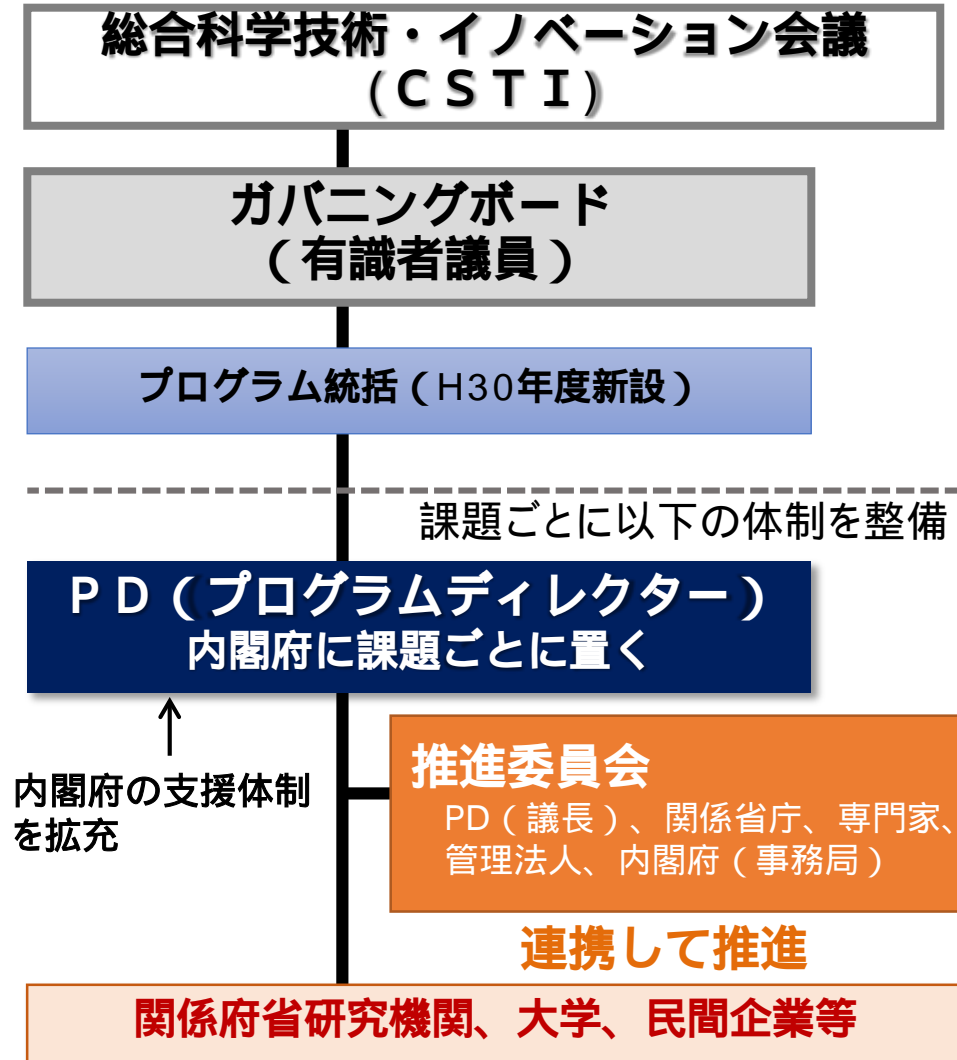 総合科学技術・イノベーション会議
(ＣＳＴＩ)
ガバニングボード
（有識者議員）
プログラム統括（H30年度新設）
課題ごとに以下の体制を整備
ＰＤ（プログラムディレクター）
内閣府に課題ごとに置く
内閣府の支援体制
を拡充
推進委員会
PD（議長）、関係省庁、専門家、
管理法人、内閣府（事務局）
連携して推進
関係府省研究機関、大学、民間企業等